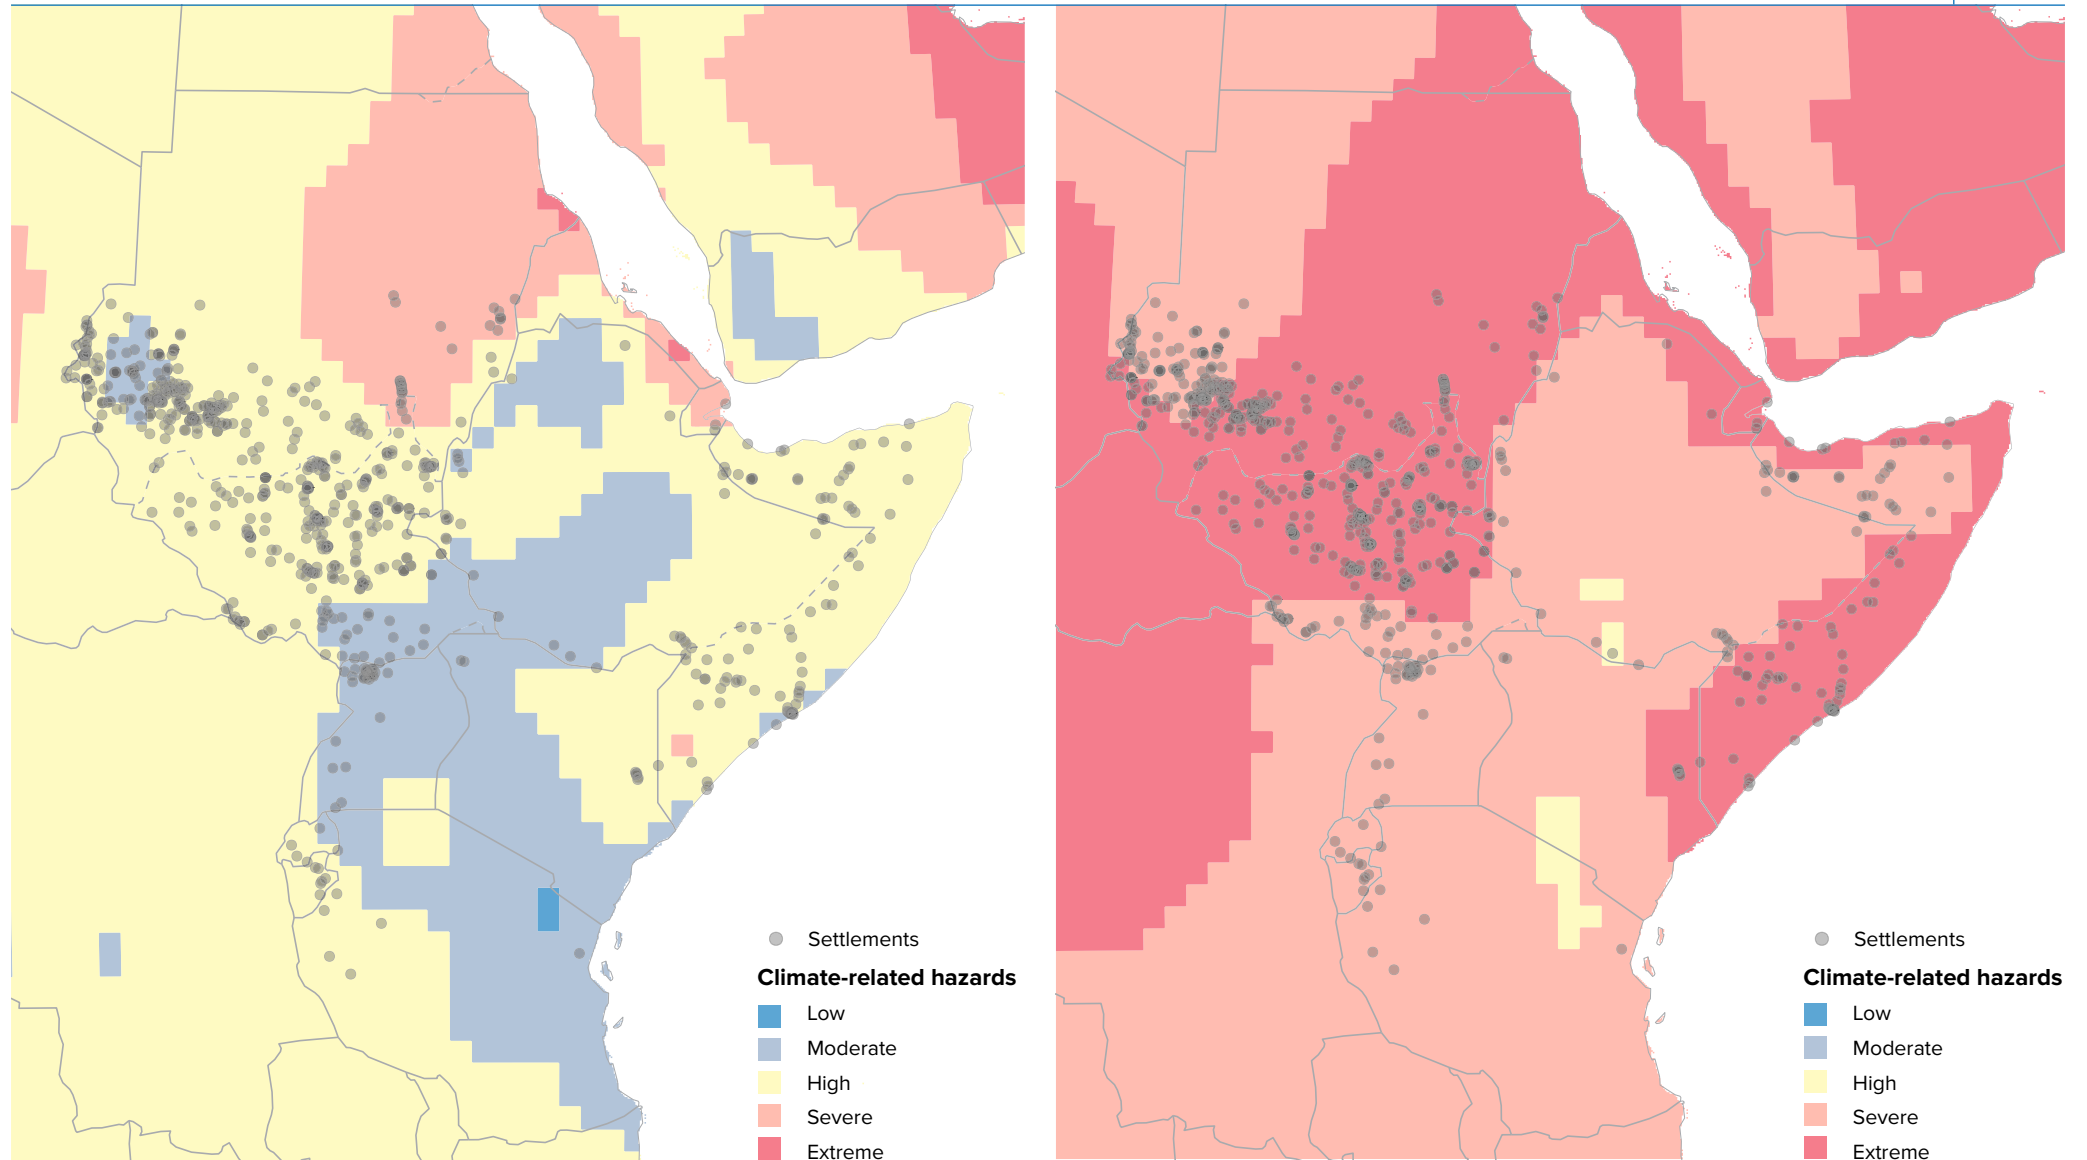 Settlements
Climate-related hazards
Low
Moderate
High
Severe
Extreme
Settlements
Climate-related hazards
Low
Moderate
High
Severe
Extreme